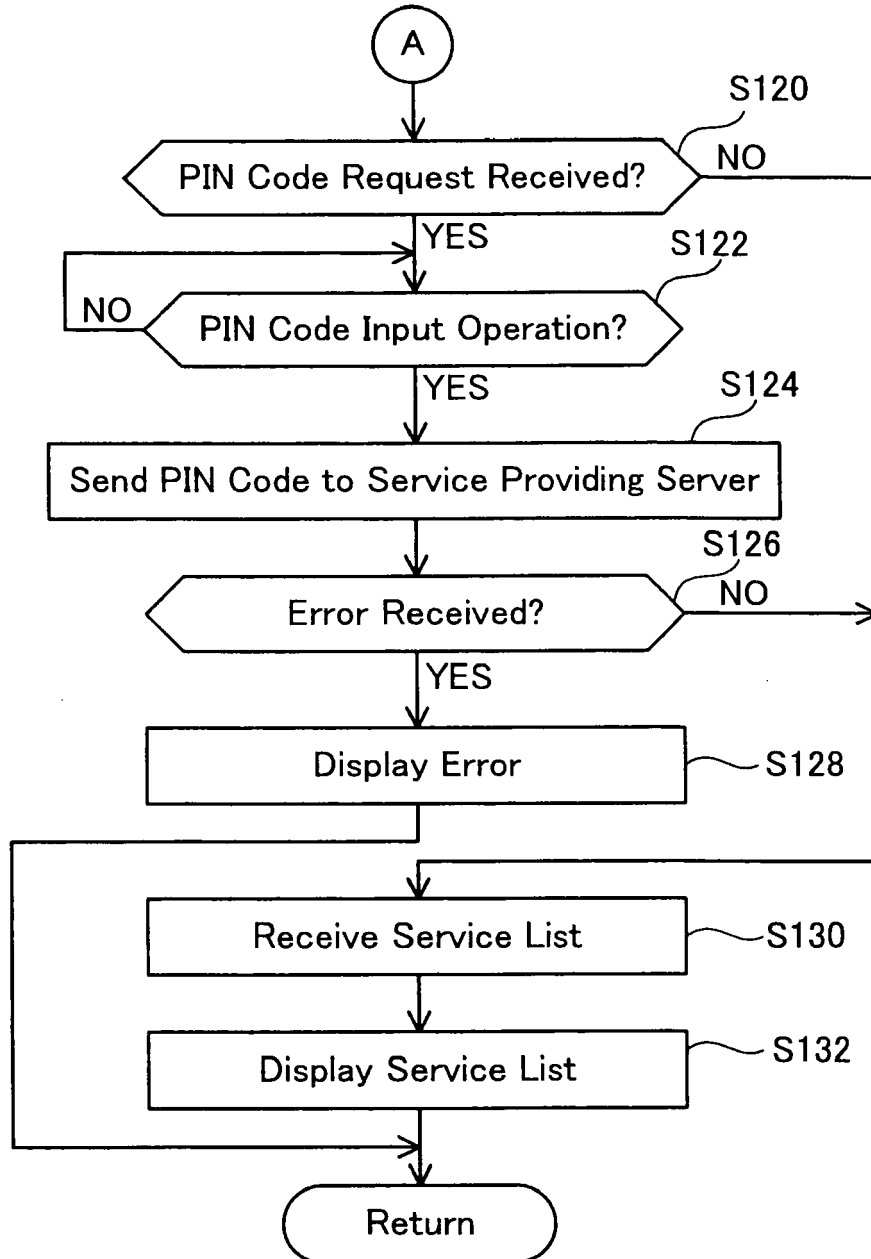 A
S120
PIN Code Request Received?
NO
YES
S122
NO
PIN Code Input Operation?
YES
S124
Send PIN Code to Service Providing Server
S126
Error Received?
NO
YES
Display Error
S128
Receive Service List
S130
Display Service List
S132
Return